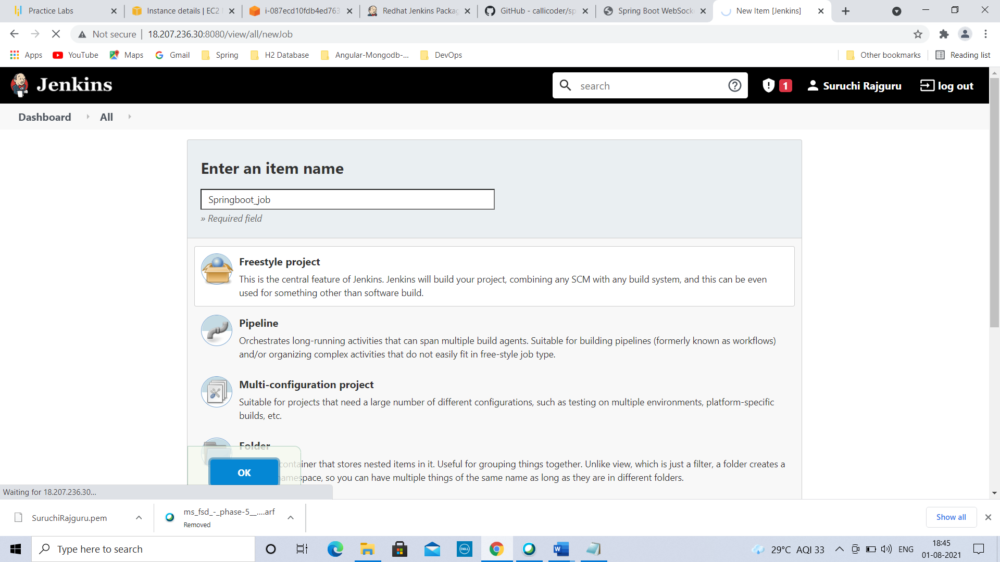 Practice Labs
Instance details | EC2
i-087ecd10fdb4ed763
Redhat Jenkins Packag
GitHub - callicoder/sp
Spring Boot WebSock
New Item [Jenkins]
Not secure
18.207.236.30:8080/view/all/newJob
Apps
YouTube
Maps
Gmail
Spring
H2 Database
Angular-Mongodb-...
DevOps
Other bookmarks
Reading list
Jenkins
search
1
Suruchi Rajguru
log out
Dashboard
All
Enter an item name
Springboot_job
» Required field
Freestyle project
This is the central feature of Jenkins. Jenkins will build your project, combining any SCM with any build system, and this can be even
used for something other than software build.
Pipeline
Orchestrates long-running activities that can span multiple build agents. Suitable for building pipelines (formerly known as workflows)
and/or organizing complex activities that do not easily fit in free-style job type.
Multi-configuration project
Suitable for projects that need a large number of different configurations, such as testing on multiple environments, platform-specific
builds, etc.
Folder
container that stores nested items in it. Useful for grouping things together. Unlike view, which is just a filter, a folder creates a
namespace, so you can have multiple things of the same name as long as they are in different folders.
OK
Waiting for 18.207.236.30...
SuruchiRajguru.pem
ms_fsd_-_phase-5__....arf
Removed
Show all
Type here to search
DELL
29°C AQI 33
ENG
18:45
01-08-2021